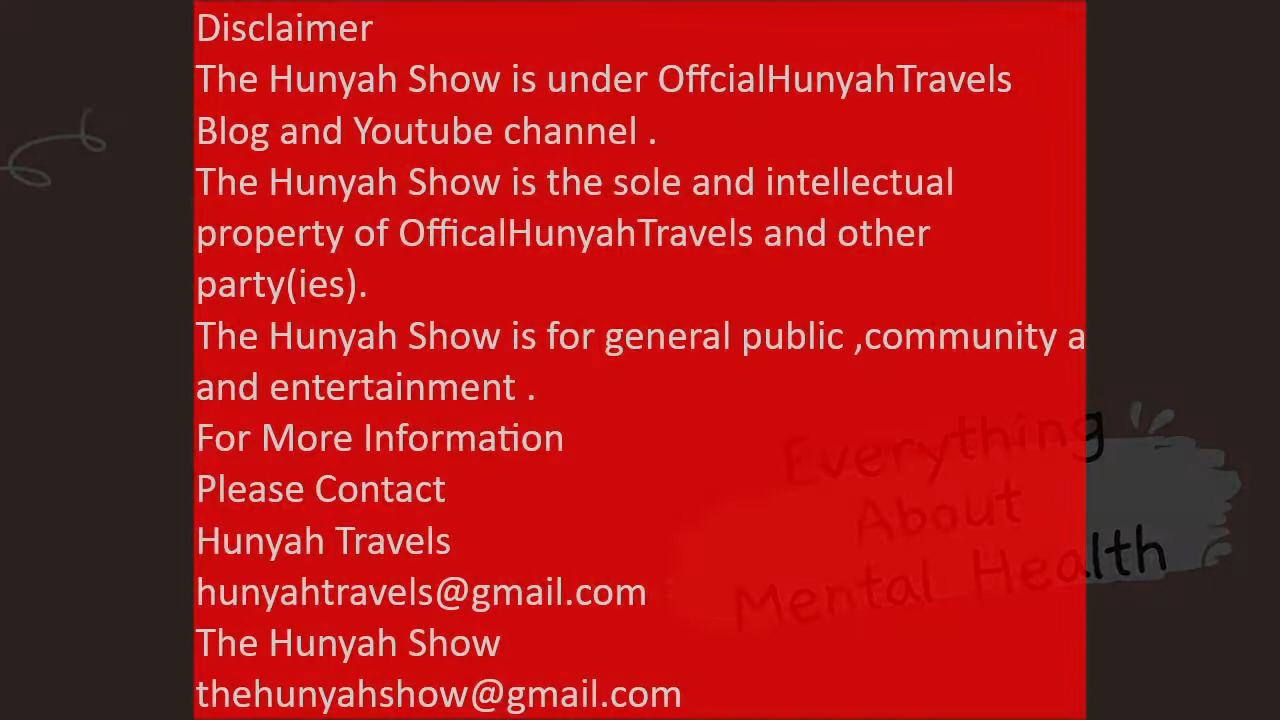 Disclaimer
The Hunyah Show is under OffcialHunyahTravels
Blog and Youtube channel .
The Hunyah Show is the sole and intellectual
property of OfficalHunyahTravels and other
party(ies).
The Hunyah Show is for general public ,community a
and entertainment .
For More Information
Please Contact
Hunyah Travels
hunyahtravels@gmail.com
The Hunyah Show
thehunyahshow@gmail.com
Everything
About
Mental Health